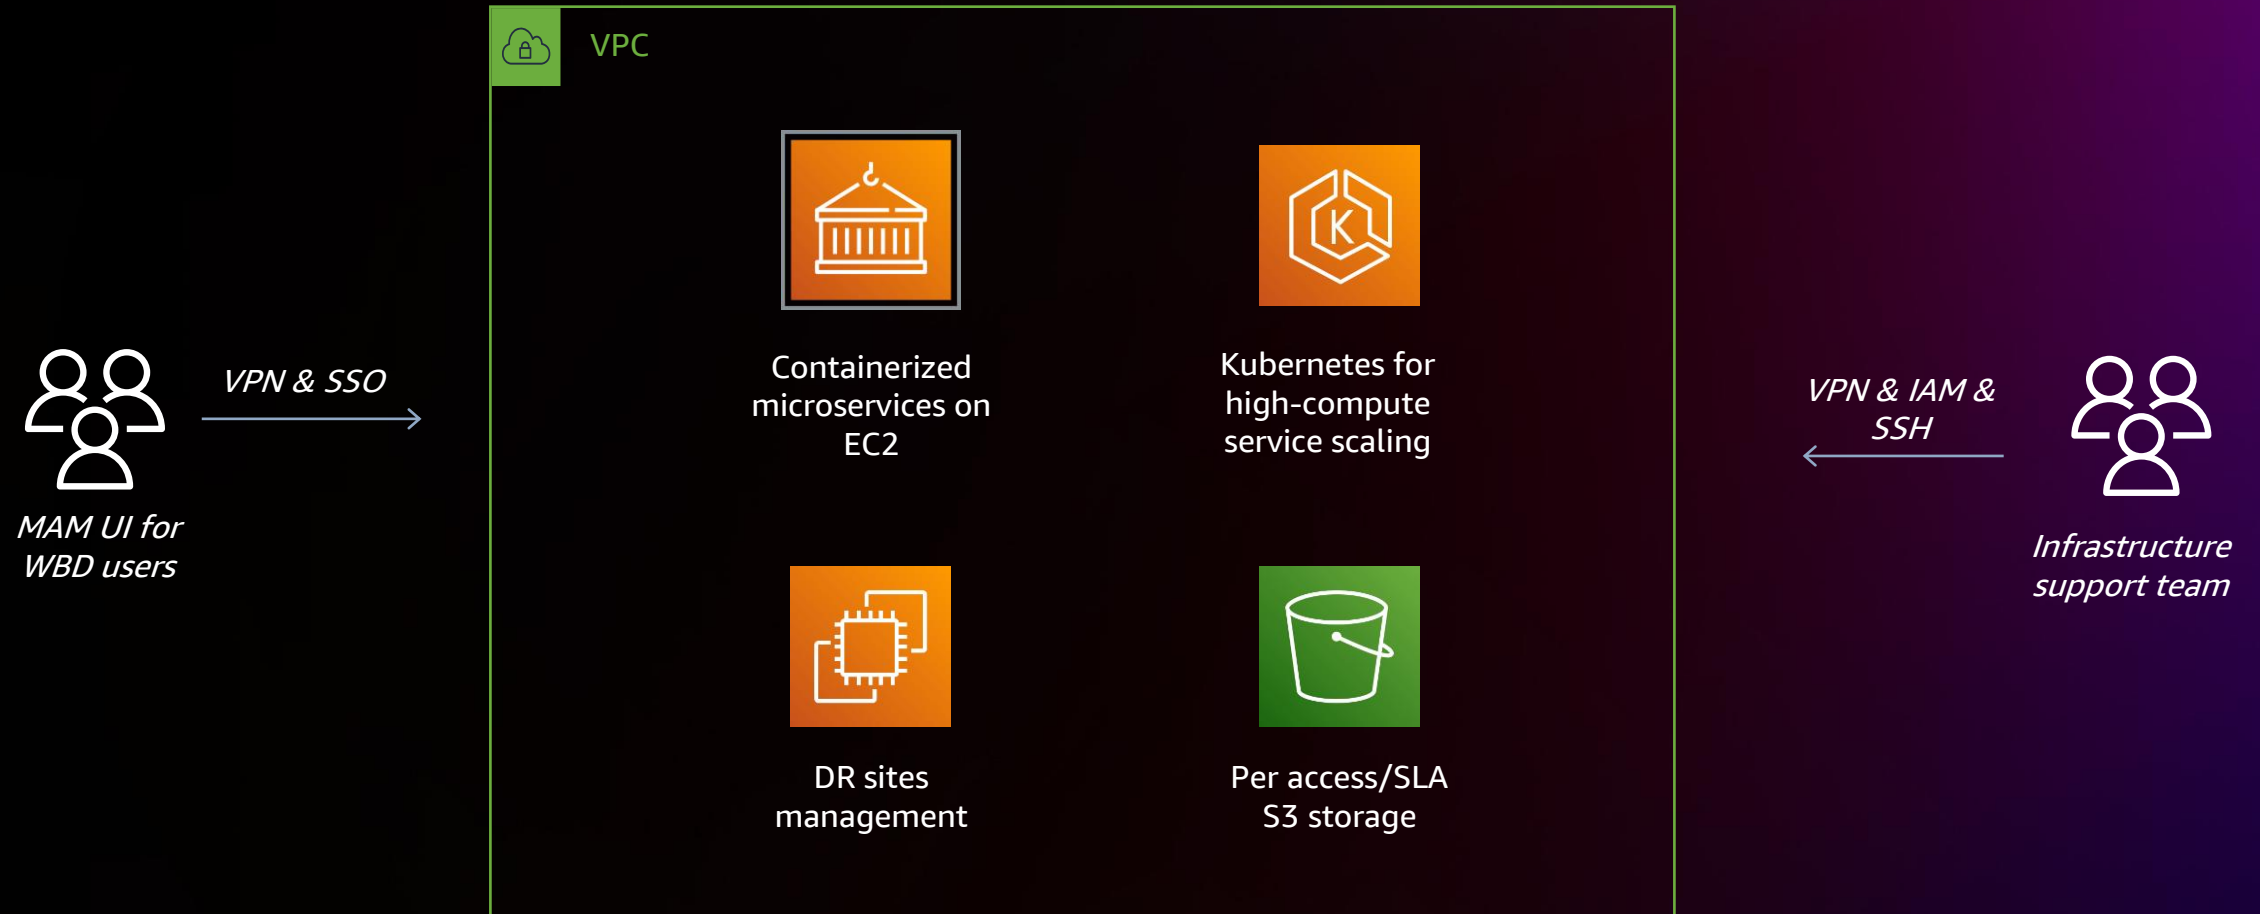 VPC
Containerized
microservices on
EC2
Kubernetes for
high-compute
service scaling
VPN & SSO
MAM UI for
WBD users
VPN & IAM &
SSH
Infrastructure
support team
DR sites
management
Per access/SLA
S3 storage
K